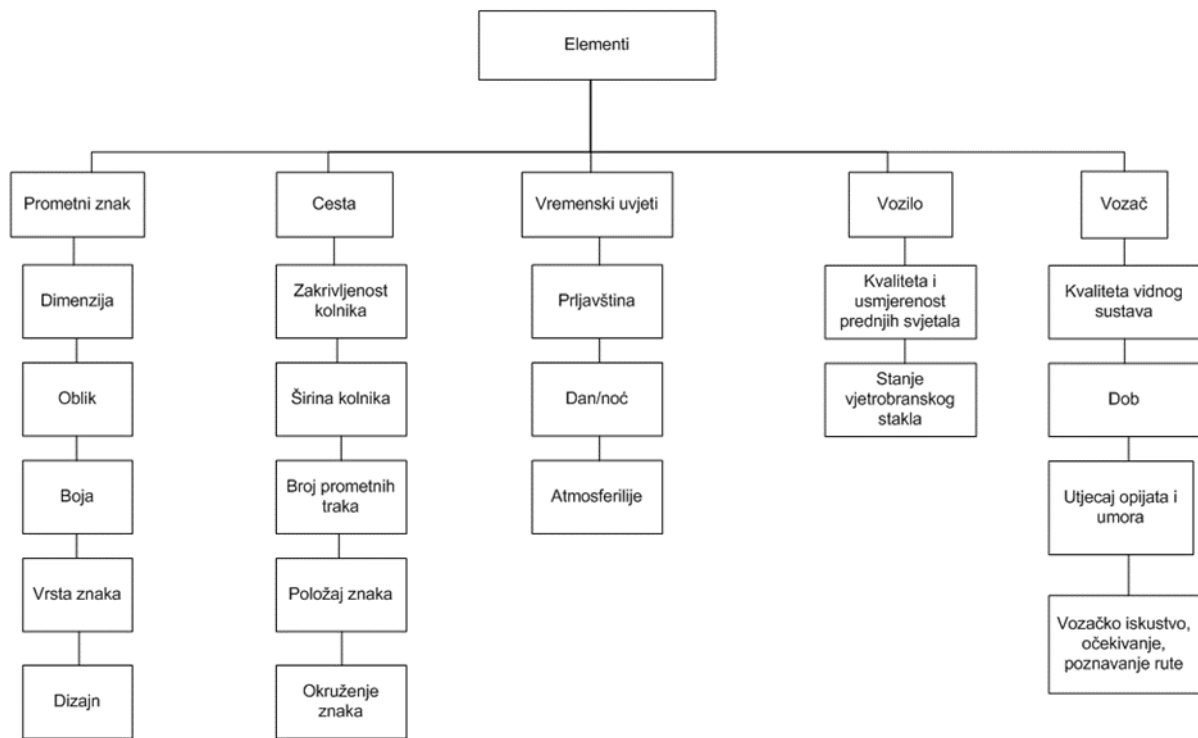 Elementi
Prometni znak
Cesta
Vremenski uvjeti
Vozilo
Vozač
Dimenzija
Zakrivljenost
kolnika
Prljavština
Kvaliteta i
usmjerenost
prednjih svjetala
Kvaliteta vidnog
sustava
Oblik
Širina kolnika
Dan/noć
Stanje
vjetrobranskog
stakla
Dob
Boja
Broj prometnih
traka
Atmosferilije
Utjecaj opijata i
umora
Vrsta znaka
Položaj znaka
Vozačko iskustvo,
očekivanje,
poznavanje rute
Dizajn
Okruženje
znaka